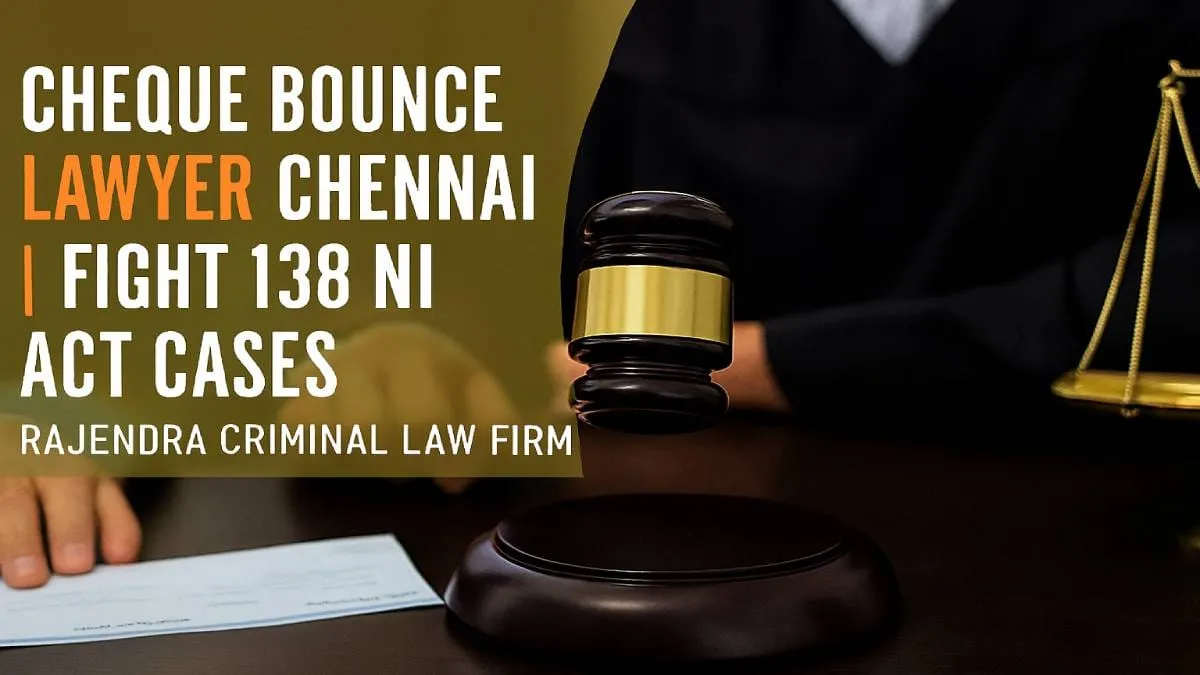 CHEQUE BOUNCE
LAWYER CHENNAI
| FIGHT 138 NI
ACT CASES
RAJENDRA CRIMINAL LAW FIRM